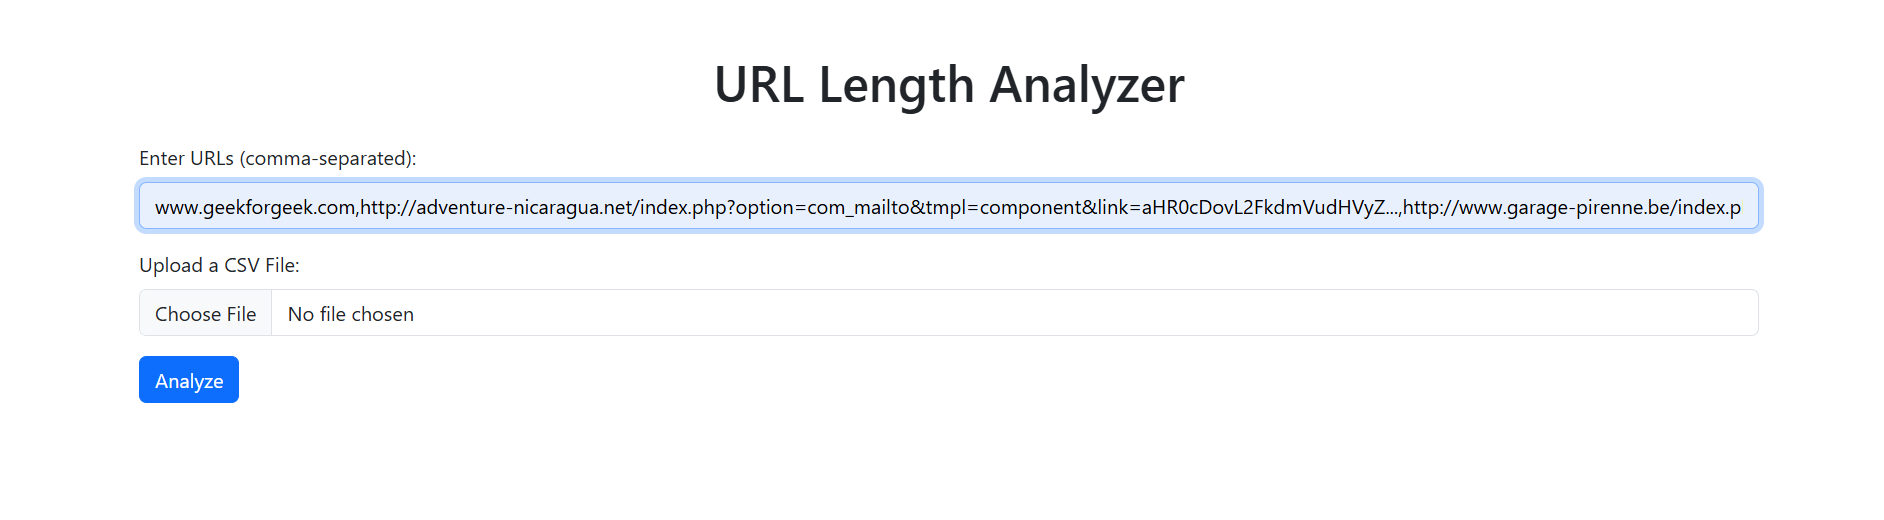 URL Length Analyzer
Enter URLs (comma-separated):
www.geekforgeek.com,http://adventure-nicaragua.net/index.php?option=com_mailto&tmpl=component&link=aHR0cDovL2FkdmVudHVyZ...,http://www.garage-pirenne.be/index.p
Upload a CSV File:
Choose File No file chosen
Analyze